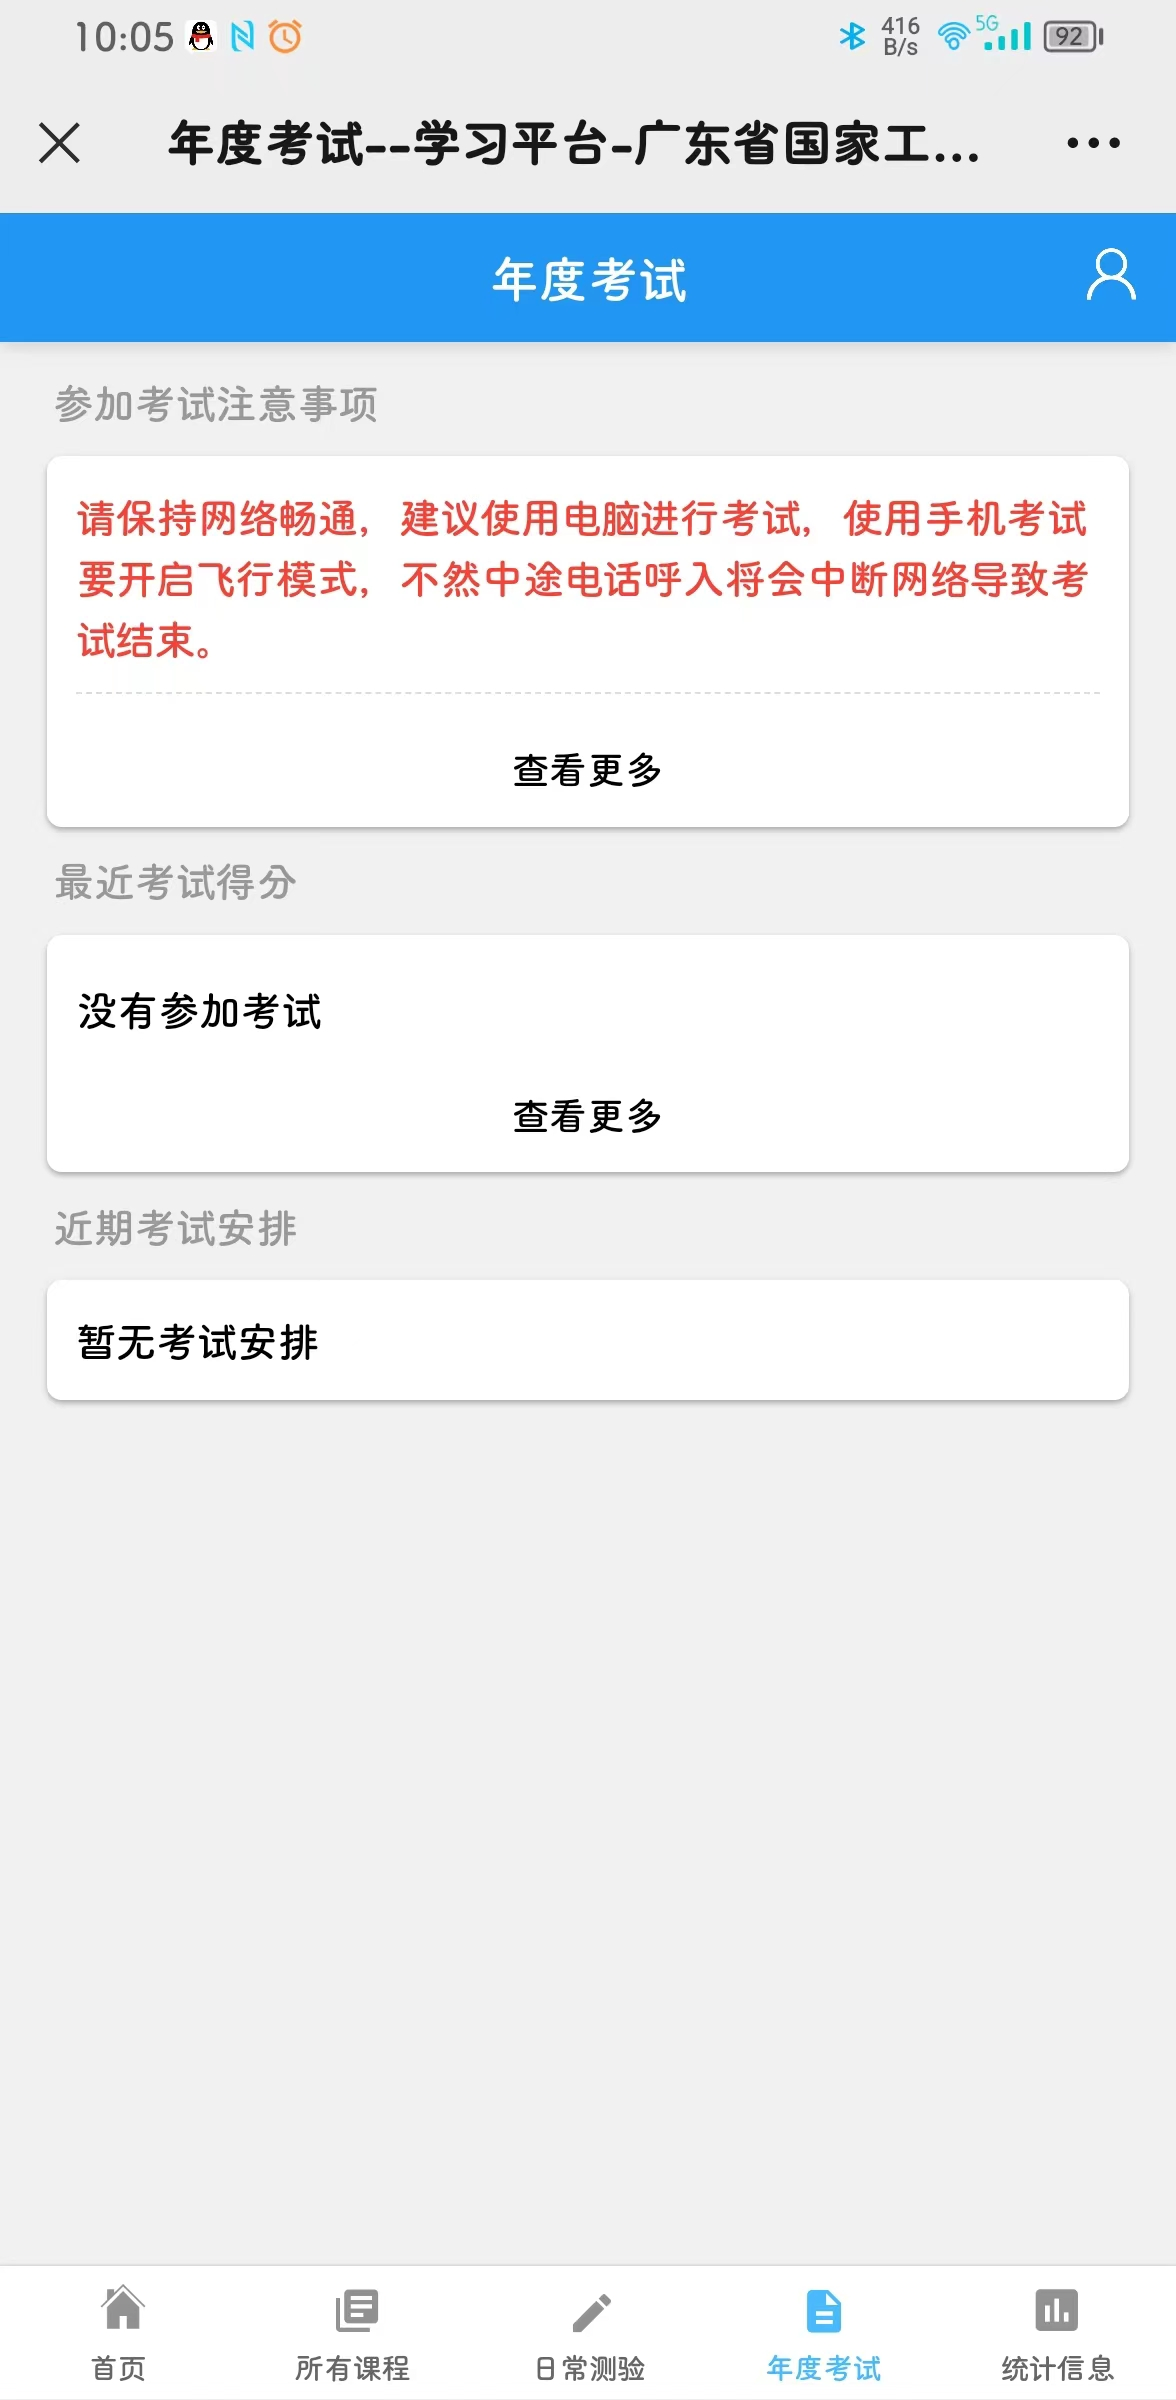 10:05
416 B/s
5G
92
年度考试--学习平台-广东省国家工...
年度考试
参加考试注意事项
请保持网络畅通，建议使用电脑进行考试，使用手机考试
要开启飞行模式，不然中途电话呼入将会中断网络导致考
试结束。
查看更多
最近考试得分
没有参加考试
查看更多
近期考试安排
暂无考试安排
首页
所有课程
日常测验
年度考试
统计信息